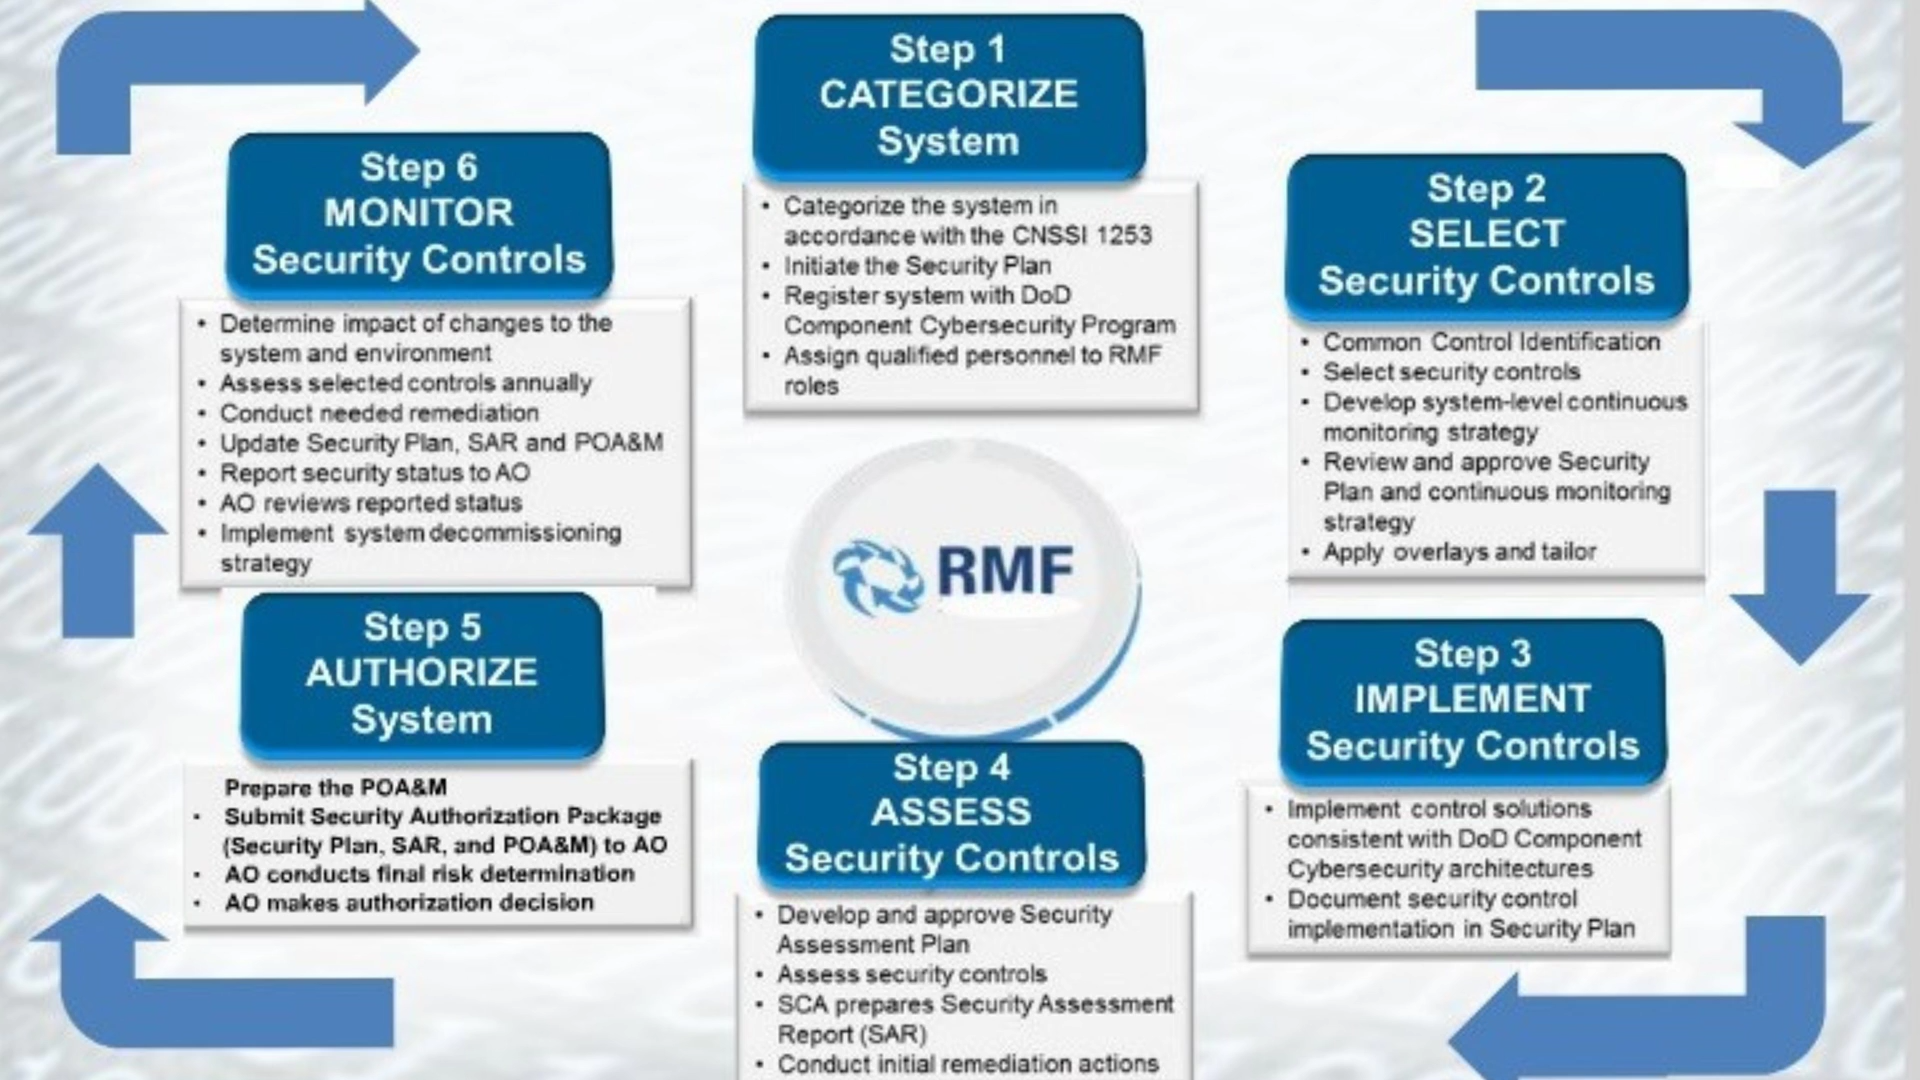 Step 1
CATEGORIZE
System
• Categorize the system in
accordance with the CNSSI 1253
• Initiate the Security Plan
• Register system with DoD
Component Cybersecurity Program
• Assign qualified personnel to RMF
roles
Step 2
SELECT
Security Controls
• Common Control Identification
• Select security controls
• Develop system-level continuous
monitoring strategy
• Review and approve Security
Plan and continuous monitoring
strategy
• Apply overlays and tailor
Step 3
IMPLEMENT
Security Controls
• Implement control solutions
consistent with DoD Component
Cybersecurity architectures
• Document security control
implementation in Security Plan
Step 4
ASSESS
Security Controls
• Develop and approve Security
Assessment Plan
• Assess security controls
• SCA prepares Security Assessment
Report (SAR)
• Conduct initial remediation actions
Step 5
AUTHORIZE
System
Prepare the POA&M
• Submit Security Authorization Package
(Security Plan, SAR, and POA&M) to AO
• AO conducts final risk determination
• AO makes authorization decision
Step 6
MONITOR
Security Controls
• Determine impact of changes to the
system and environment
• Assess selected controls annually
• Conduct needed remediation
• Update Security Plan, SAR and POA&M
• Report security status to AO
• AO reviews reported status
• Implement system decommissioning
strategy
RMF